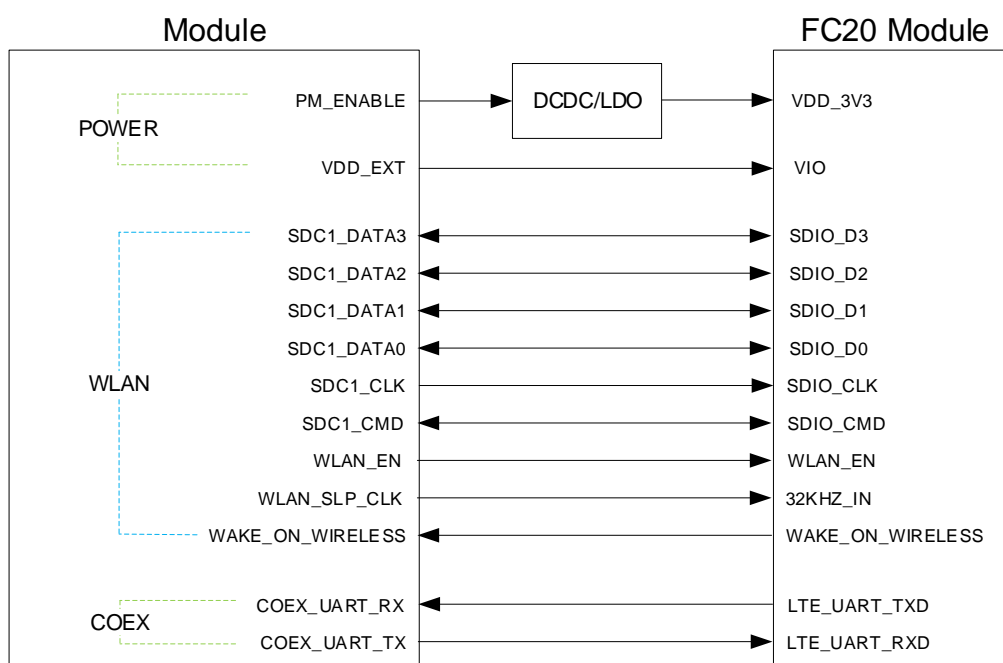 Module FC20 Module
PM_ENABLE DCDC/LDO VDD_3V3
POWER
VDD_EXT VIO
SDC1_DATA3 SDIO_D3
SDC1_DATA2 SDIO_D2
SDC1_DATA1 SDIO_D1
SDC1_DATA0 SDIO_D0
WLAN SDC1_CLK SDIO_CLK
SDC1_CMD SDIO_CMD
WLAN_EN WLAN_EN
WLAN_SLP_CLK 32KHZ_IN
WAKE_ON_WIRELESS WAKE_ON_WIRELESS
COEX_UART_RX LTE_UART_TXD
COEX
COEX_UART_TX LTE_UART_RXD